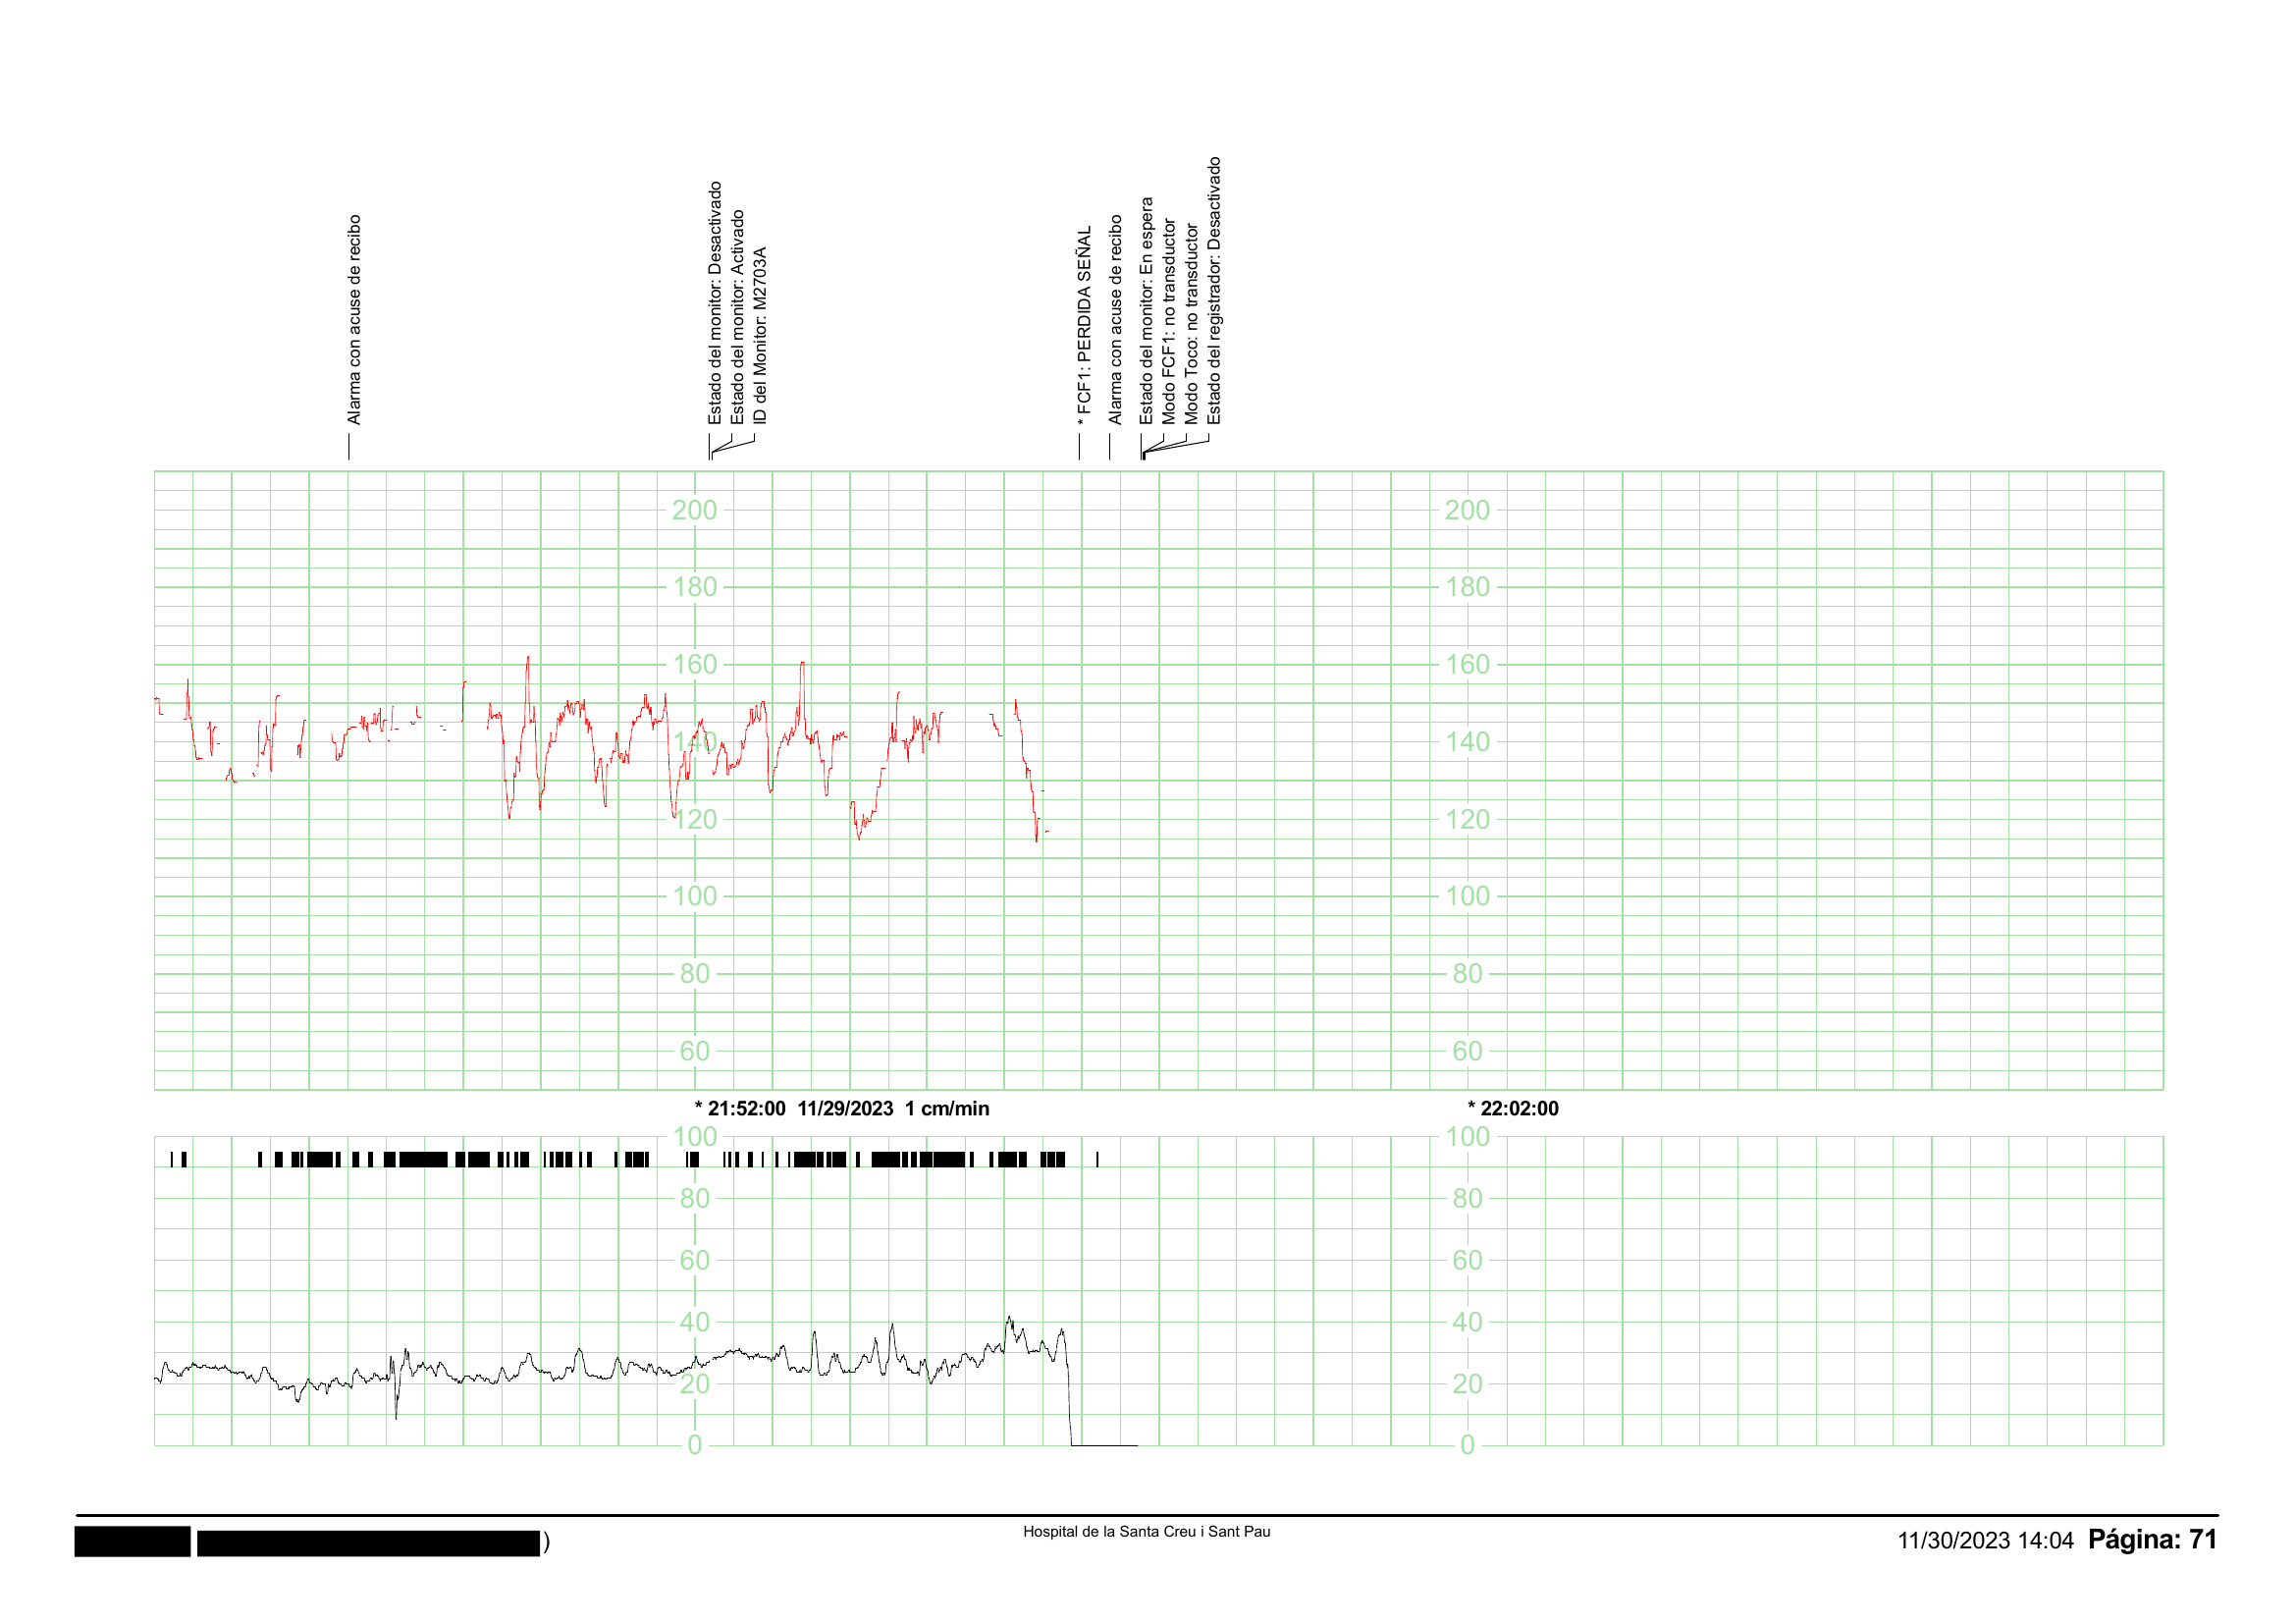 Alarma con acuse de recibo
Estado del monitor: Desactivado
Estado del monitor: Activado
ID del Monitor: M2703A
* FCF1: PERDIDA SEÑAL
Alarma con acuse de recibo
Estado del monitor: En espera
Modo FCF1: no transductor
Modo Toco: no transductor
Estado del registrador: Desactivado
200 200
180 180
160 160
140 140
120 120
100 100
80 80
60 60
* 21:52:00 11/29/2023 1 cm/min * 22:02:00
100 100
80 80
60 60
40 40
20 20
0 0
)
Hospital de la Santa Creu i Sant Pau
11/30/2023 14:04 Página: 71